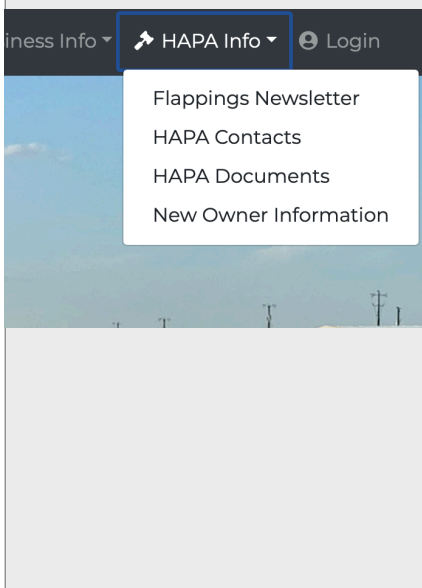 iness Info HAPA Info Login
Flappings Newsletter
HAPA Contacts
HAPA Documents
New Owner Information